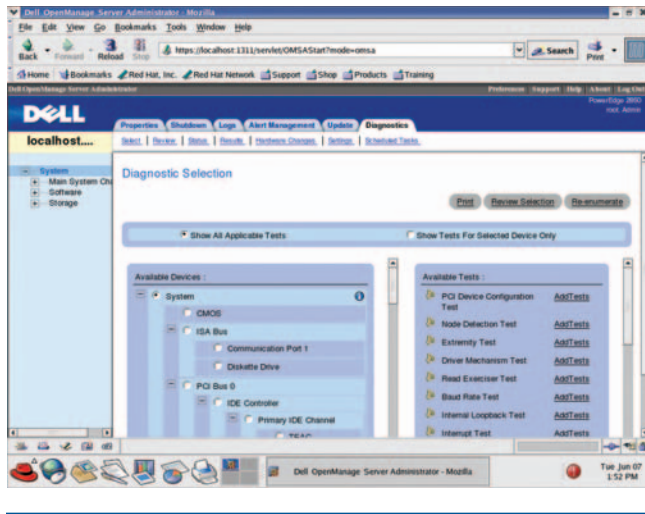 Dell OpenManage Server Administrator - Mozilla
File Edit View Go Bookmarks Tools Window Help
Back Forward Reload Stop https://localhost:1311/servlet/OMSAStart?mode=omsa Search Print
Home Bookmarks Red Hat, Inc. Red Hat Network Support Shop Products Training
Dell OpenManage Server Administrator Preferences Support Help About Log Out
PowerEdge 2800
root, Admin
DELL
Properties Shutdown Logs Alert Management Update Diagnostics
localhost....
Select Review Status Results Hardware Changes Settings Scheduled Tasks
System
Main System Cha
Software
Storage
Diagnostic Selection
Print Review Selection Re-enumerate
Show All Applicable Tests Show Tests For Selected Device Only
Available Devices :
System
CMOS
ISA Bus
Communication Port 1
Diskette Drive
PCI Bus 0
IDE Controller
Primary IDE Channel
TEAC
Available Tests :
PCI Device Configuration Test AddTests
Node Detection Test AddTests
Extremity Test AddTests
Driver Mechanism Test AddTests
Read Exerciser Test AddTests
Baud Rate Test AddTests
Internal Loopback Test AddTests
Interrupt Test AddTests
Dell OpenManage Server Administrator - Mozilla
Tue Jun 07
1:52 PM